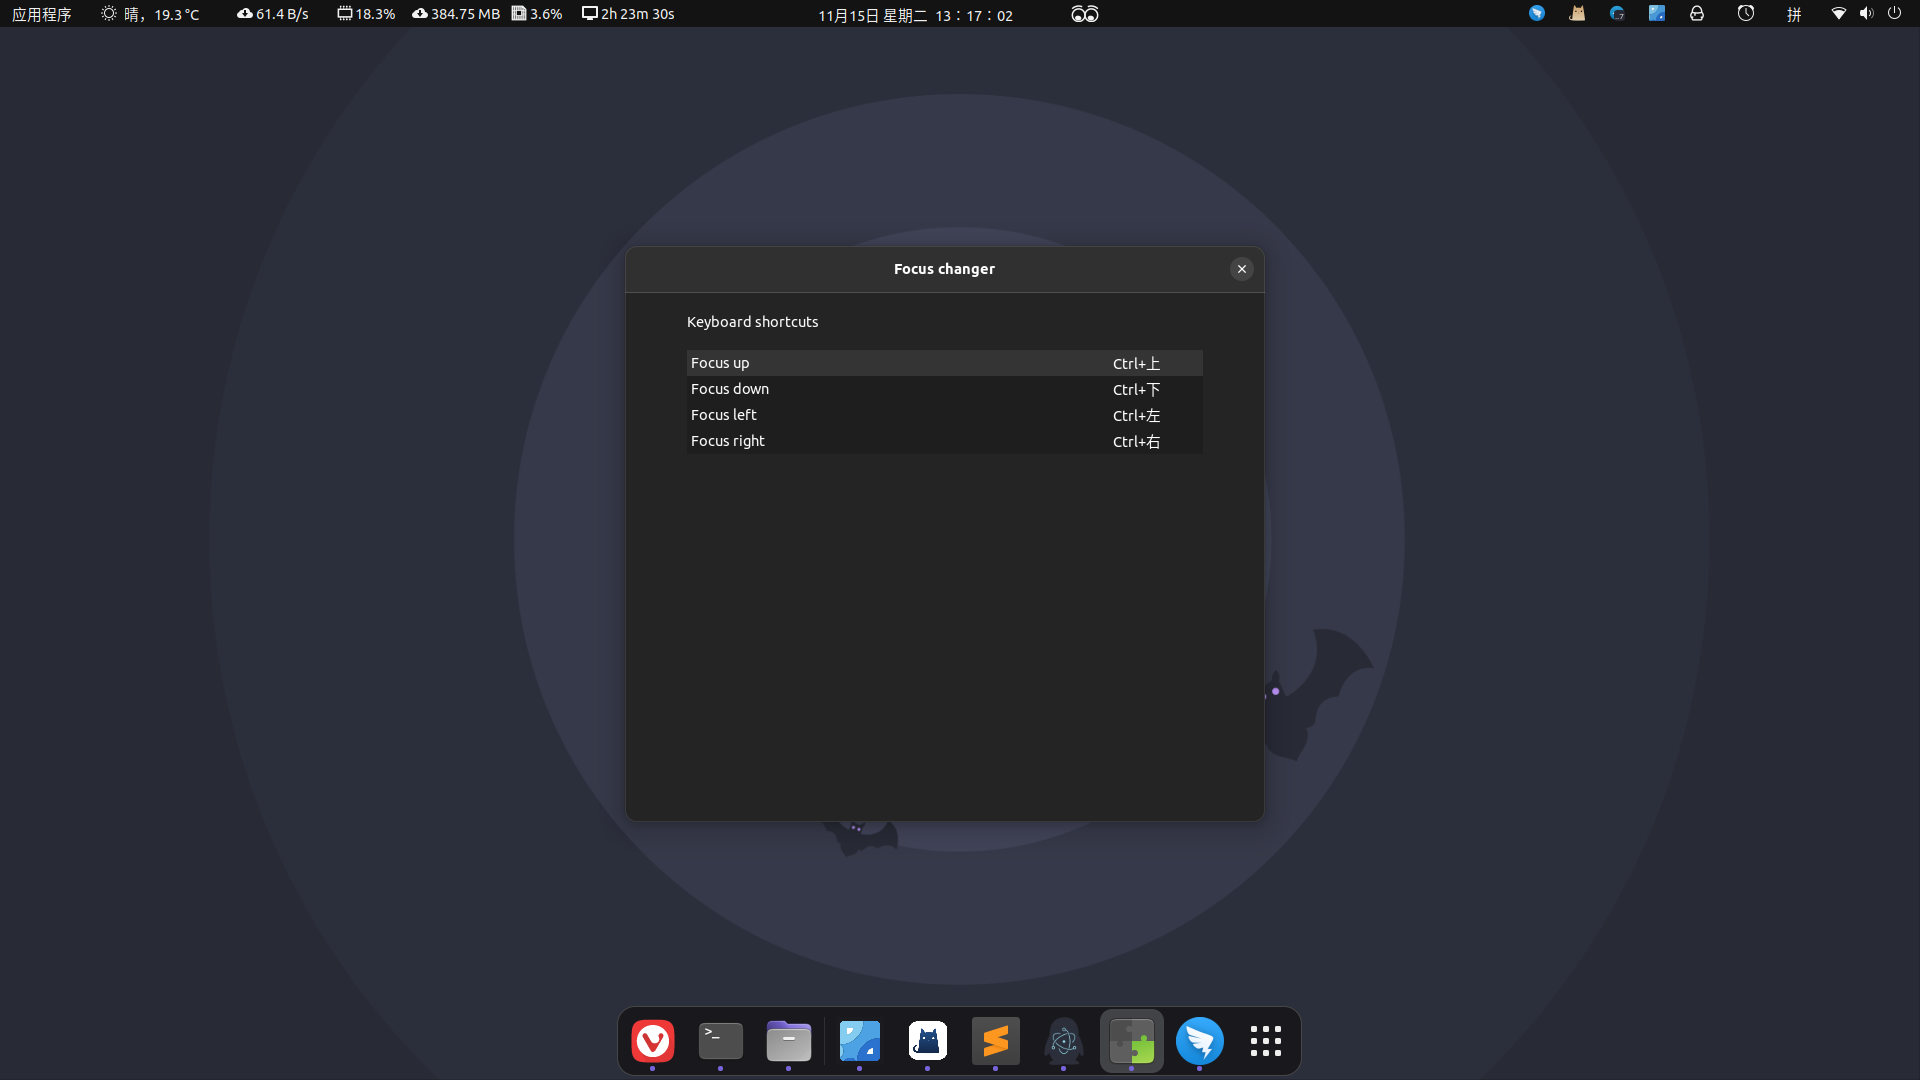 应用程序 晴，19.3 °C 61.4 B/s 18.3% 384.75 MB 3.6% 2h 23m 30s 11月15日 星期二 13：17：02 拼
Focus changer
Keyboard shortcuts
Focus up Ctrl+上
Focus down Ctrl+下
Focus left Ctrl+左
Focus right Ctrl+右
>_